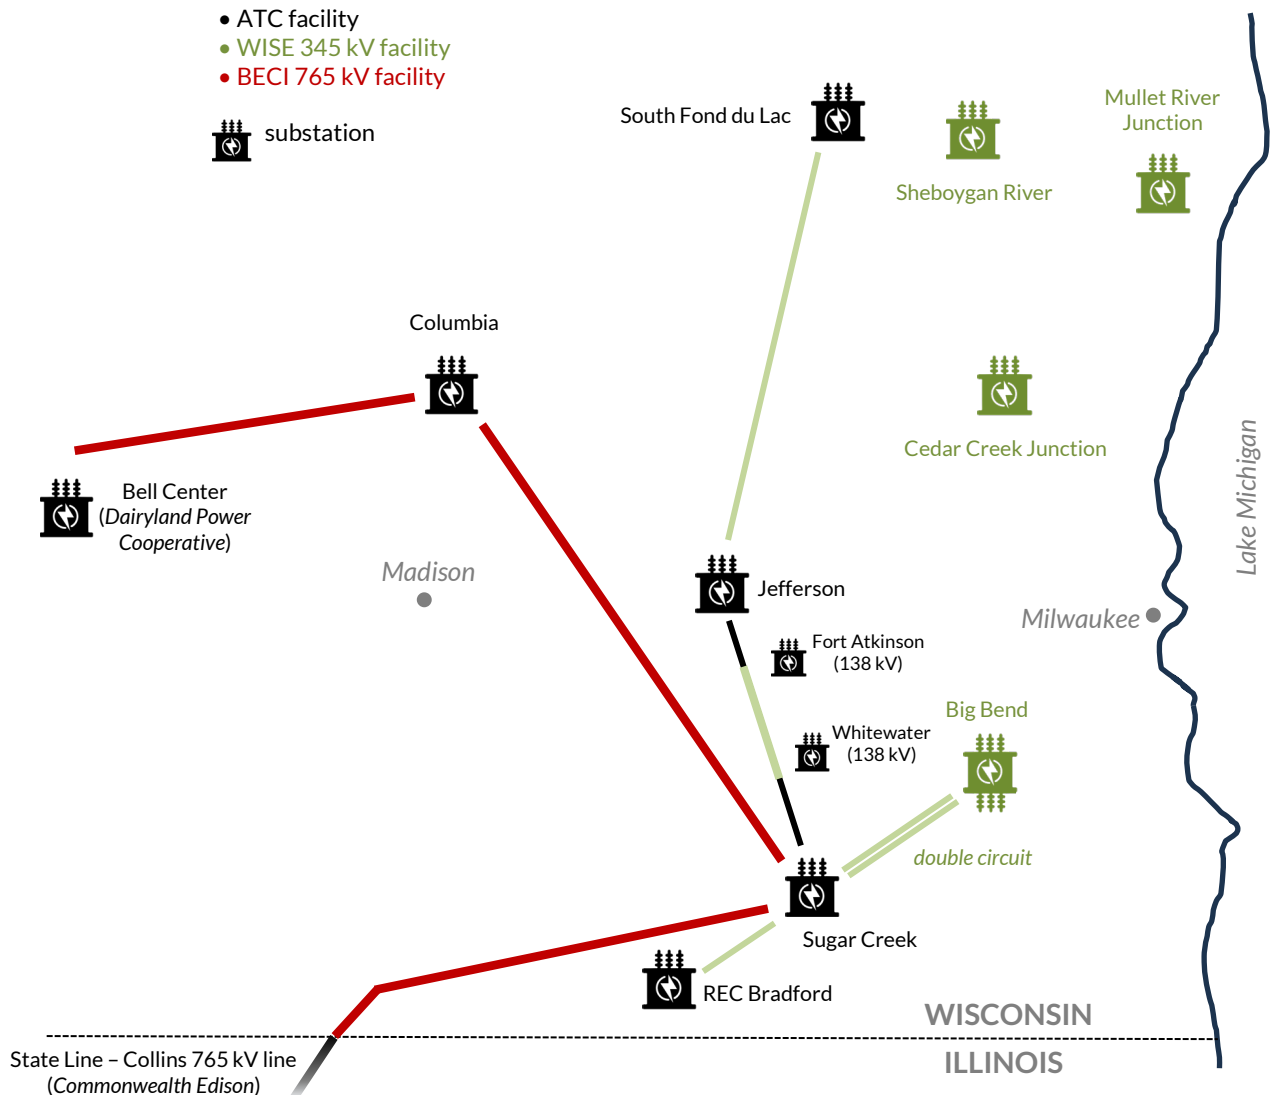 • ATC facility
• WISE 345 kV facility
• BECI 765 kV facility
substation
South Fond du Lac
Mullet River
Junction
Sheboygan River
Columbia
Cedar Creek Junction
Lake Michigan
Bell Center
(Dairyland Power
Cooperative)
Madison
Jefferson
Milwaukee
Fort Atkinson
(138 kV)
Big Bend
Whitewater
(138 kV)
double circuit
Sugar Creek
REC Bradford
WISCONSIN
ILLINOIS
State Line – Collins 765 kV line
(Commonwealth Edison)